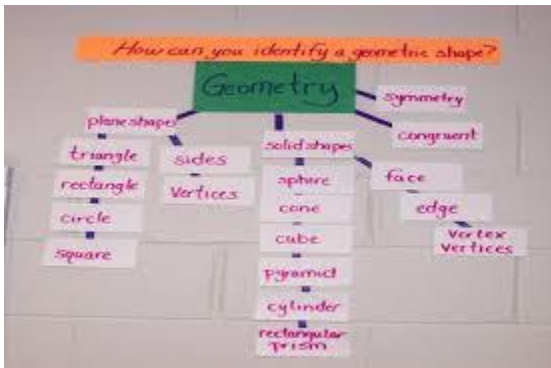 How can you identify a geometric shape?
Geometry
symmetry
congruent
plane shapes
triangle
rectangle
circle
square
sides
vertices
solid shapes
sphere
cone
cube
pyramid
cylinder
rectangular
prism
face
edge
vertex
vertices